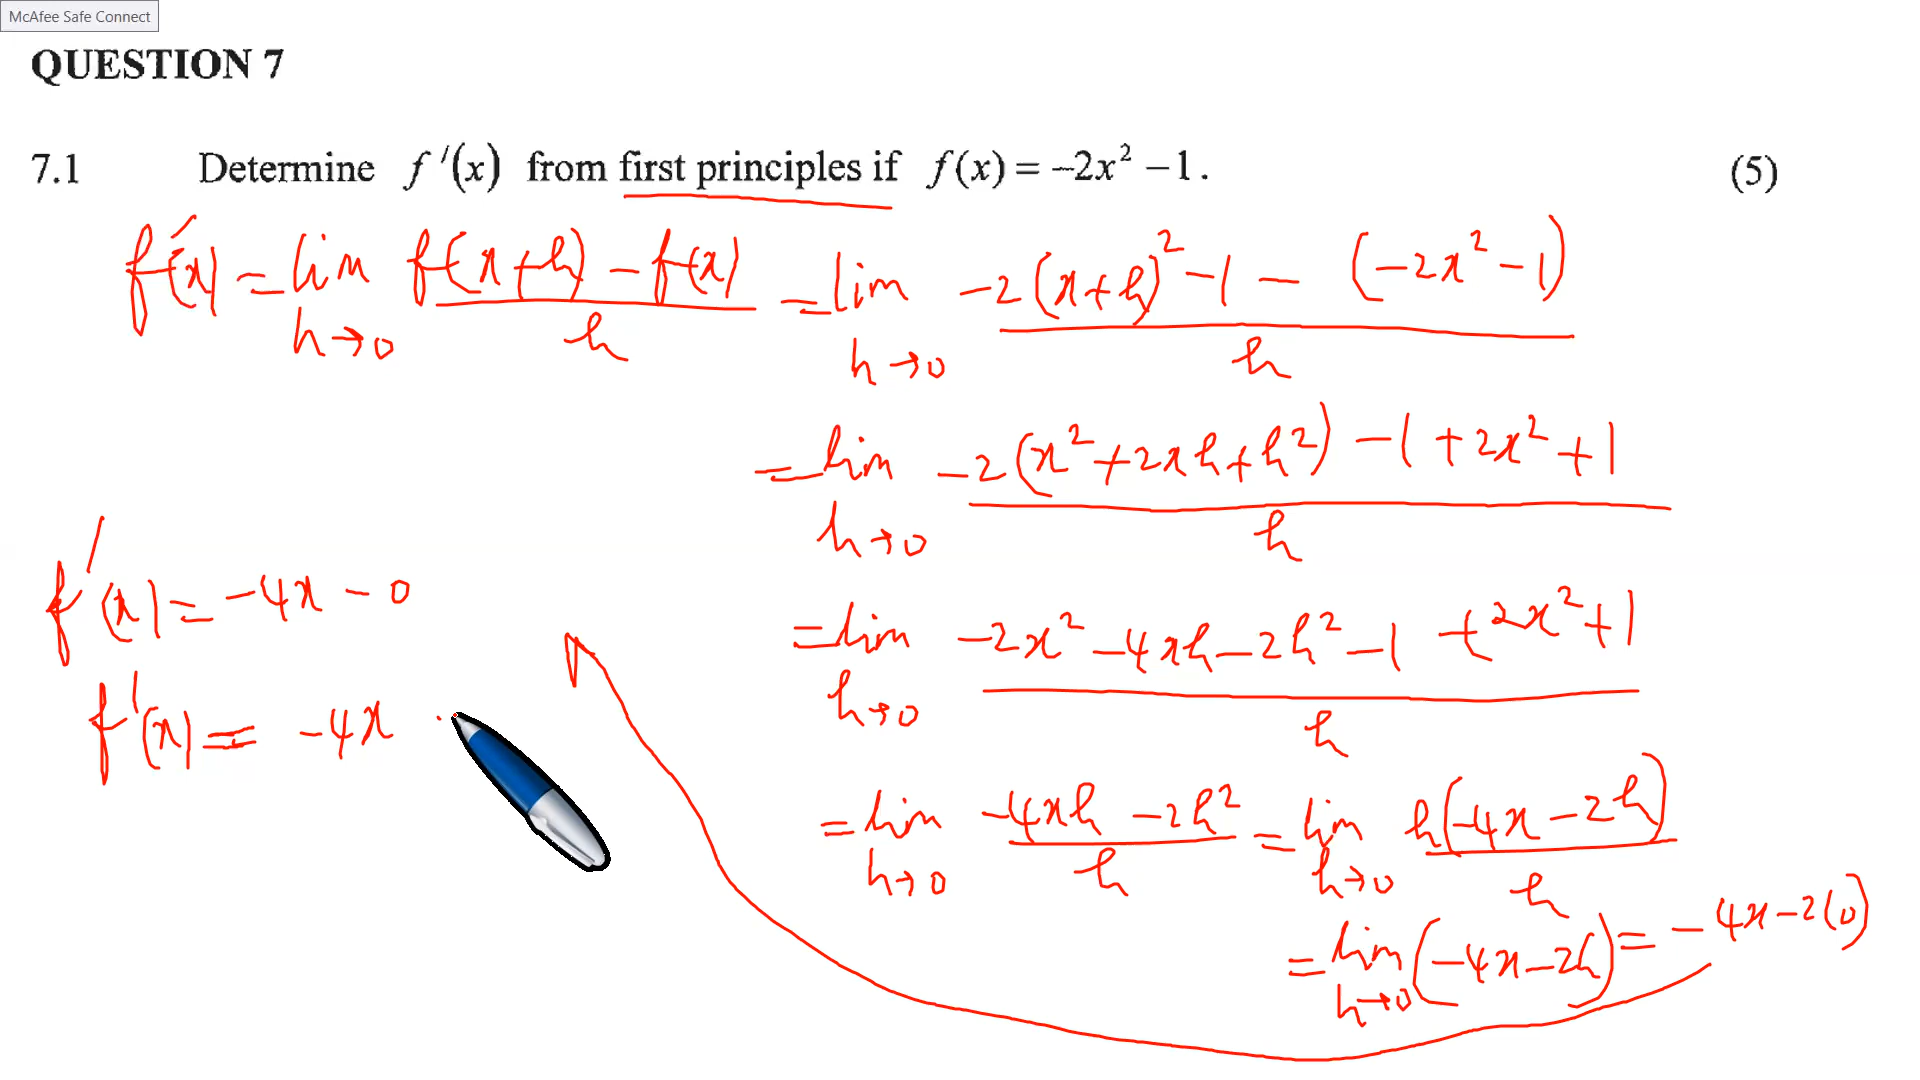 McAfee Safe Connect
QUESTION 7
7.1 Determine f '(x) from first principles if f(x) = –2x² – 1. (5)
f'(x) = lim h→0 f(x+h) – f(x) / h = lim h→0 -2(x+h)² - 1 - (-2x² - 1) / h
= lim h→0 -2(x² + 2xh + h²) - 1 + 2x² + 1 / h
= lim h→0 -2x² - 4xh - 2h² - 1 + 2x² + 1 / h
= lim h→0 -4xh - 2h² / h = lim h→0 h(-4x - 2h) / h
= lim h→0 (-4x - 2h) = -4x - 2(0)
f'(x) = -4x - 0
f'(x) = -4x